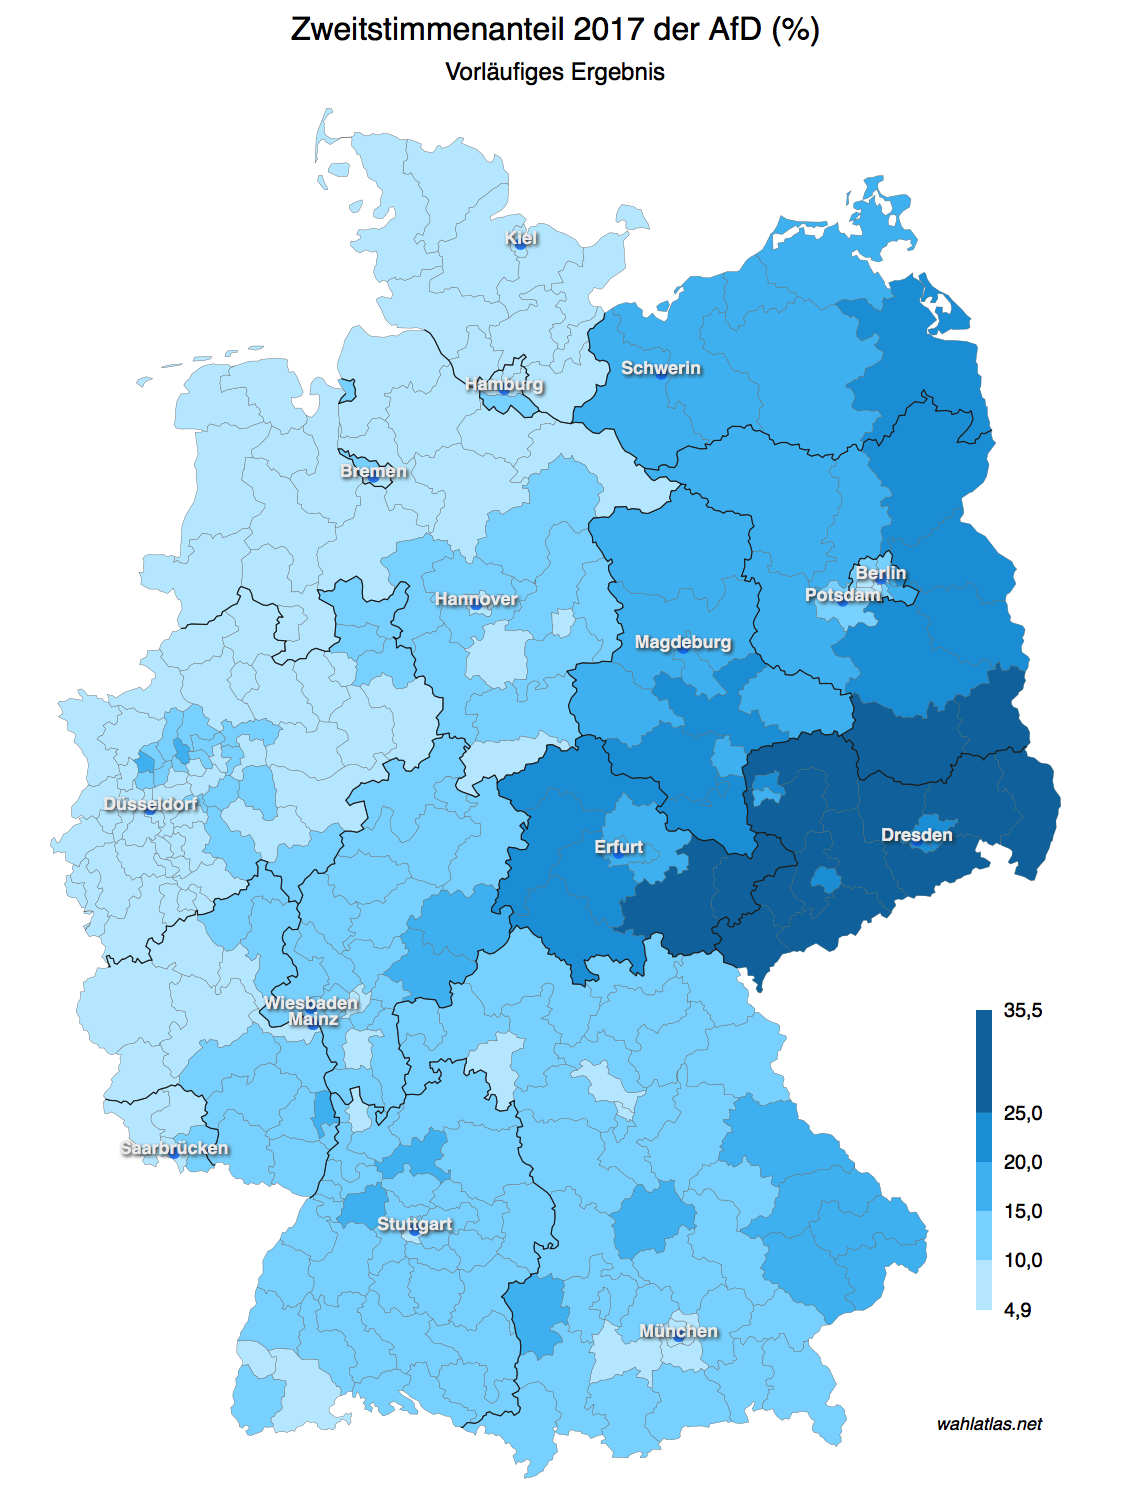 Zweitstimmenanteil 2017 der AfD (%)
Vorläufiges Ergebnis
Kiel
Schwerin
Hamburg
Bremen
Berlin
Potsdam
Hannover
Magdeburg
Düsseldorf
Dresden
Erfurt
Wiesbaden
Mainz
35,5
25,0
20,0
15,0
10,0
4,9
Saarbrücken
Stuttgart
München
wahlatlas.net